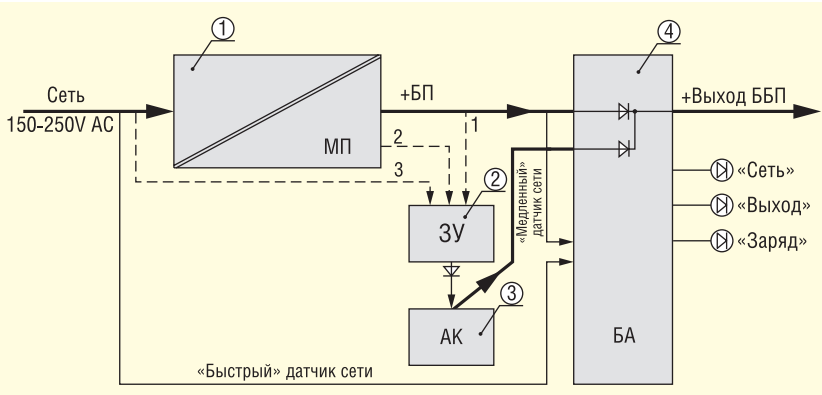 1
4
Сеть
150-250V AC
+БП
+Выход ББП
МП
2
1
3
2
ЗУ
«Медленный»
датчик сети
«Сеть»
«Выход»
«Заряд»
3
АК
БА
«Быстрый» датчик сети